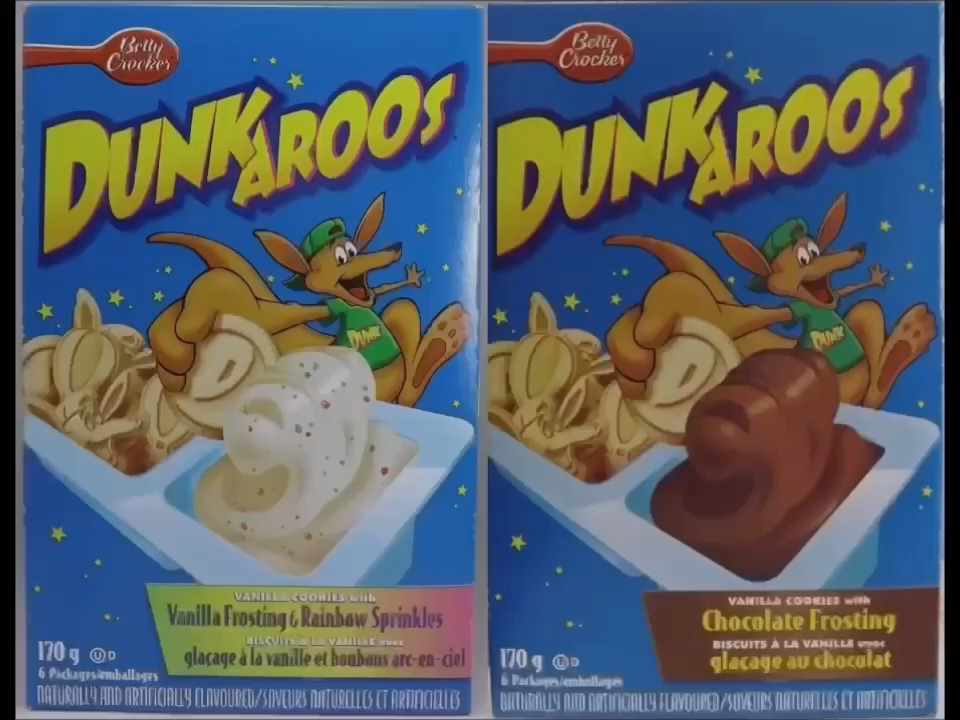 Betty
Crocker
DUNKAROOS
DUNK
D
VANILLA COOKIES with
Vanilla Frosting & Rainbow Sprinkles
BISCUITS À LA VANILLE avec
glaçage à la vanille et bonbons arc-en-ciel
170 g U D
6 Packages/emballages
NATURALLY AND ARTIFICIALLY FLAVOURED/SAVEURS NATURELLES ET ARTIFICIELLES
Betty
Crocker
DUNKAROOS
DUNK
D
VANILLA COOKIES with
Chocolate Frosting
BISCUITS À LA VANILLE avec
glaçage au chocolat
170 g U D
6 Packages/emballages
NATURALLY AND ARTIFICIALLY FLAVOURED/SAVEURS NATURELLES ET ARTIFICIELLES